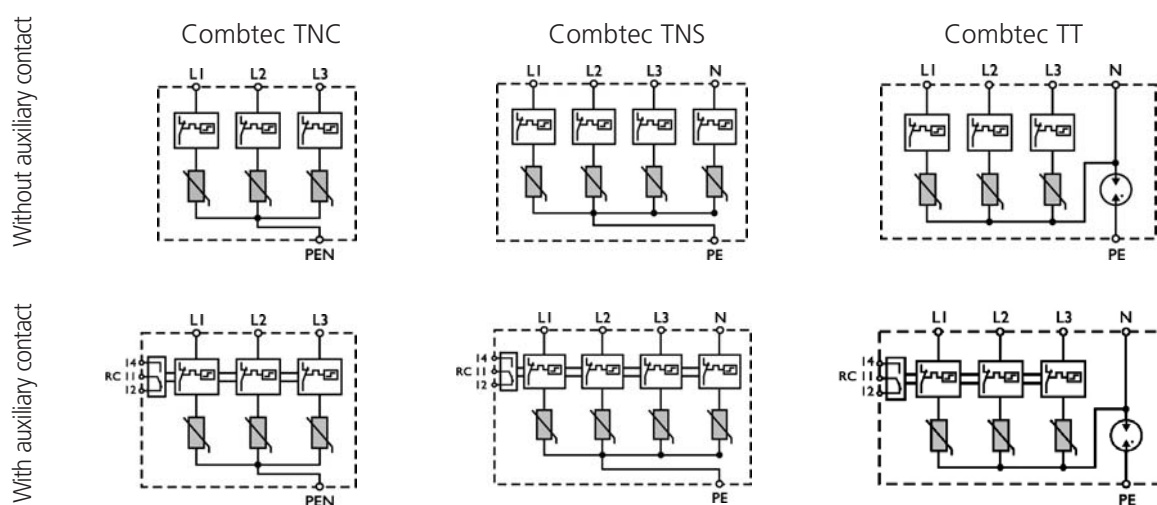 Combtec TNC
Combtec TNS
Combtec TT
Without auxiliary contact
L1 L2 L3
PEN
L1 L2 L3 N
PE
L1 L2 L3 N
PE
With auxiliary contact
L1 L2 L3
14
RC 11
12
PEN
L1 L2 L3 N
14
RC 11
12
PE
L1 L2 L3 N
14
RC 11
12
PE